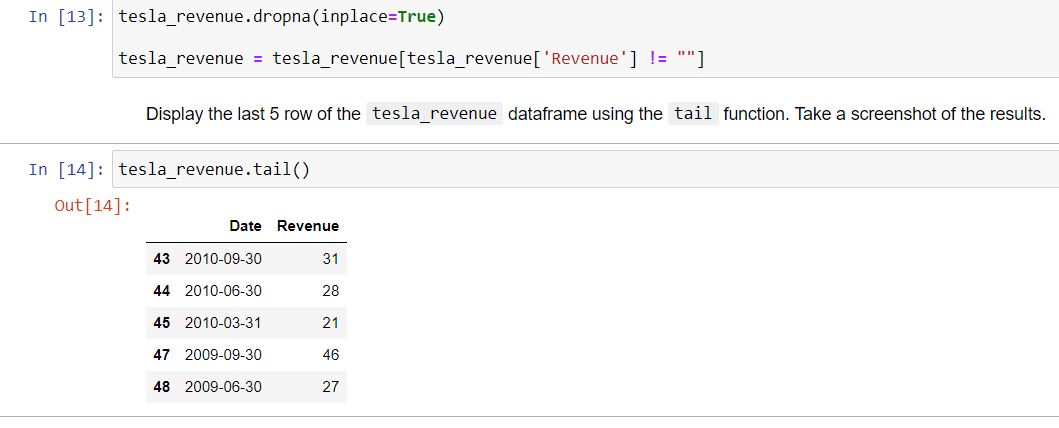 In [13]: tesla_revenue.dropna(inplace=True)
tesla_revenue = tesla_revenue[tesla_revenue['Revenue'] != ""]
Display the last 5 row of the tesla_revenue dataframe using the tail function. Take a screenshot of the results.
In [14]: tesla_revenue.tail()
Out[14]:
Date Revenue
43 2010-09-30 31
44 2010-06-30 28
45 2010-03-31 21
47 2009-09-30 46
48 2009-06-30 27